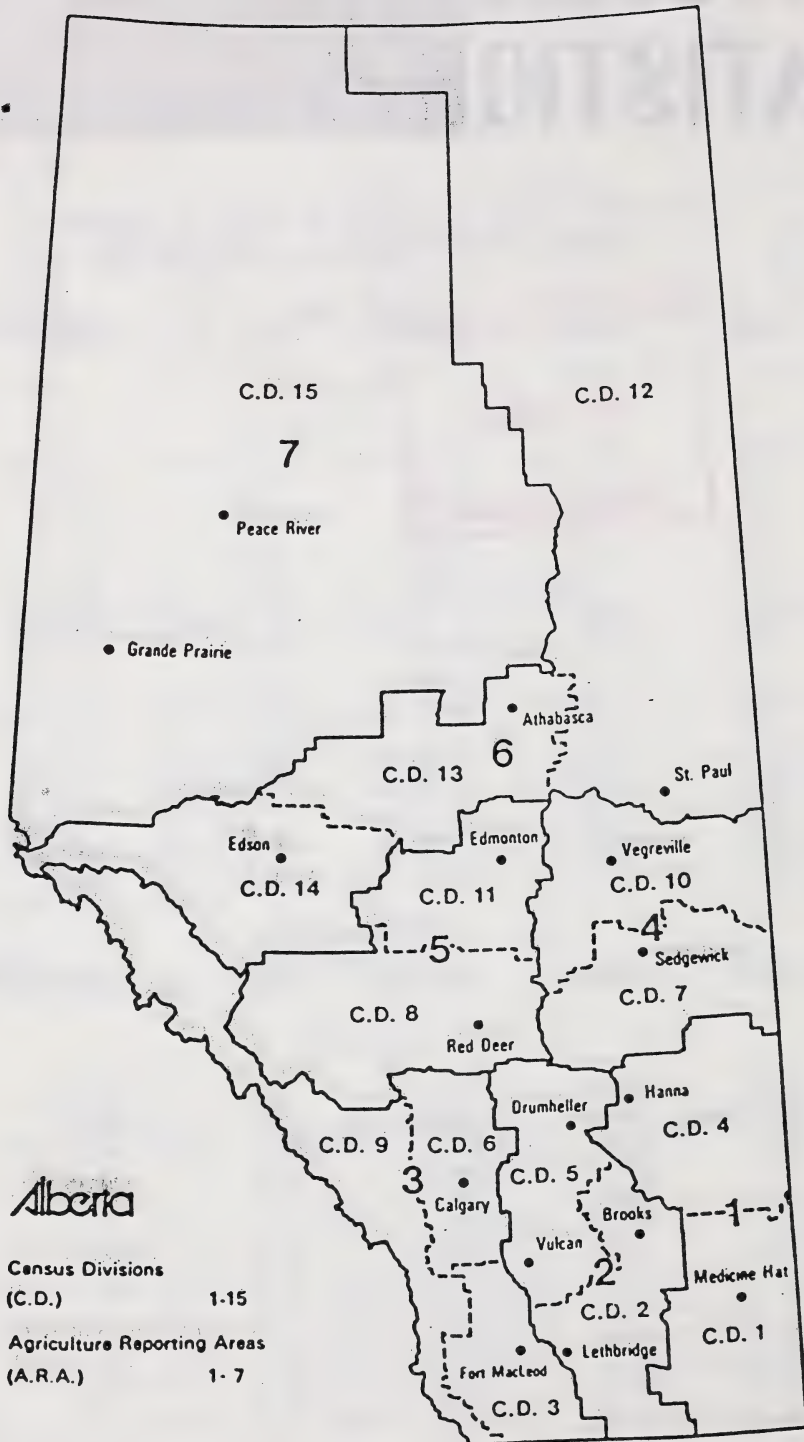 C.D. 15
C.D. 12
7
Peace River
Grande Prairie
Athabasca
6
C.D. 13
St. Paul
Edson
C.D. 14
Edmonton
C.D. 11
Vegreville
C.D. 10
5
4
Sedgewick
C.D. 7
C.D. 8
Red Deer
Drumheller
Hanna
C.D. 4
C.D. 9
C.D. 6
3
Calgary
C.D. 5
Brooks
1
Vulcan
2
Medicine Hat
C.D. 2
C.D. 1
Fort MacLeod
Lethbridge
C.D. 3
Alberta
Census Divisions
(C.D.) 1-15
Agriculture Reporting Areas
(A.R.A.) 1- 7